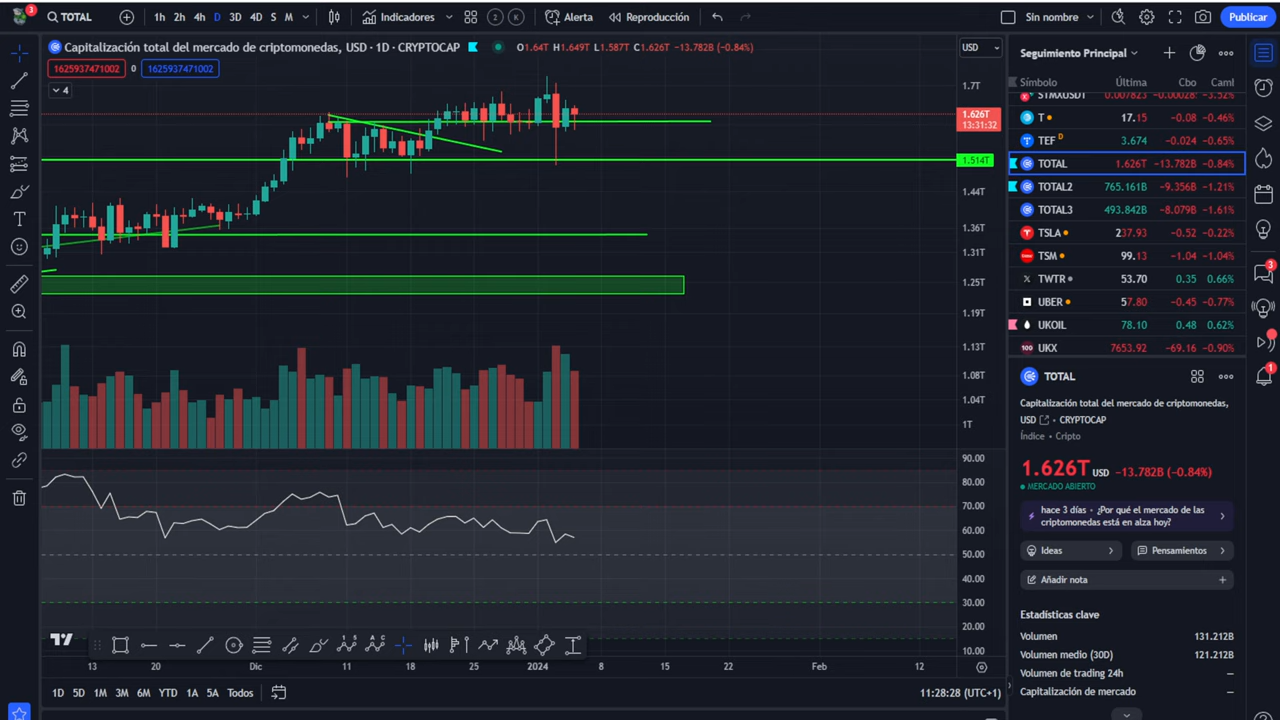 3
TOTAL
1h 2h 4h D 3D 4D S M
Indicadores
2 K
Alerta
Reproducción
Sin nombre
Publicar
Capitalización total del mercado de criptomonedas, USD · 1D · CRYPTOCAP
O1.64T H1.649T L1.587T C1.626T −13.782B (−0.84%)
1625937471002 0 1625937471002
4
USD
1.7T
1.626T
13:31:32
1.514T
1.44T
1.36T
1.31T
1.25T
1.19T
1.13T
1.08T
1.04T
1T
90.00
80.00
70.00
60.00
50.00
40.00
30.00
20.00
10.00
13 20 Dic 11 18 25 2024 8 15 22 Feb 12
1D 5D 1M 3M 6M YTD 1A 5A Todos
11:28:28 (UTC+1)
Seguimiento Principal
Símbolo Última Cbo Caml
STMXUSDT 0.007823 −0.00028 −3.52%
T 17.15 −0.08 −0.46%
TEF D 3.674 −0.024 −0.65%
TOTAL 1.626T −13.782B −0.84%
TOTAL2 765.161B −9.356B −1.21%
TOTAL3 493.842B −8.079B −1.61%
TSLA 237.93 −0.52 −0.22%
TSM 99.13 −1.04 −1.04%
TWTR 53.70 0.35 0.66%
UBER 57.80 −0.45 −0.77%
UKOIL 78.10 0.48 0.62%
100 UKX 7653.92 −69.16 −0.90%
TOTAL
Capitalización total del mercado de criptomonedas,
USD · CRYPTOCAP
Índice · Cripto
1.626T USD −13.782B (−0.84%)
MERCADO ABIERTO
hace 3 días · ¿Por qué el mercado de las
criptomonedas está en alza hoy?
Ideas
Pensamientos
Añadir nota
Estadísticas clave
Volumen 131.212B
Volumen medio (30D) 121.212B
Volumen de trading 24h —
Capitalización de mercado —
3
1